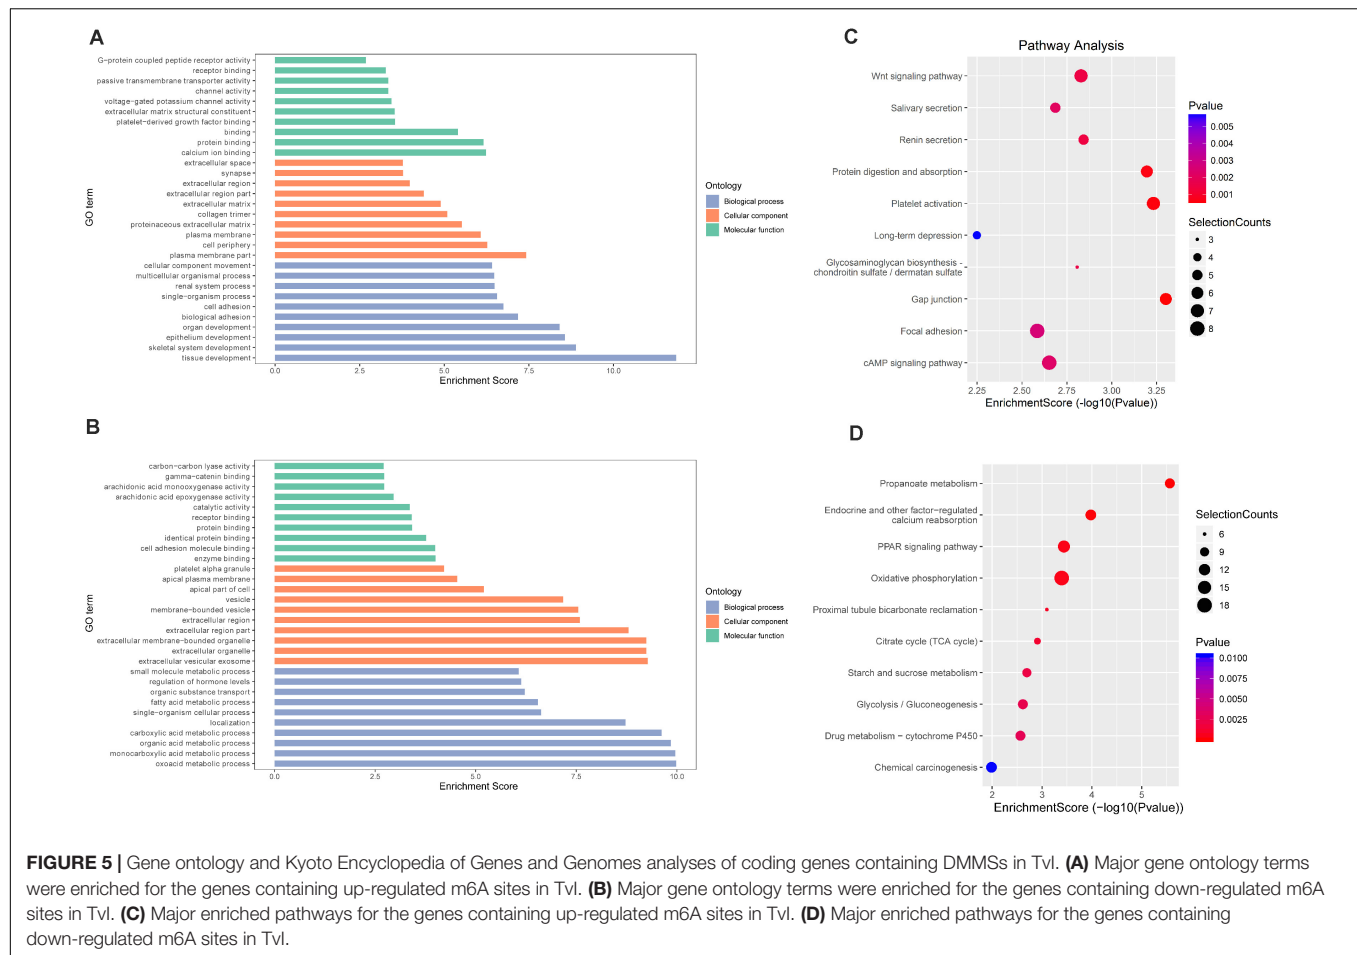 A
G−protein coupled peptide receptor activity
receptor binding
passive transmembrane transporter activity
channel activity
voltage−gated potassium channel activity
extracellular matrix structural constituent
platelet−derived growth factor binding
binding
protein binding
calcium ion binding
extracellular space
synapse
extracellular region
extracellular region part
extracellular matrix
collagen trimer
proteinaceous extracellular matrix
plasma membrane
cell periphery
plasma membrane part
cellular component movement
multicellular organismal process
renal system process
single−organism process
cell adhesion
biological adhesion
organ development
epithelium development
skeletal system development
tissue development
GO term
0.0 2.5 5.0 7.5 10.0
Enrichment Score
Ontology
Biological process
Cellular component
Molecular function
C
Pathway Analysis
Wnt signaling pathway
Salivary secretion
Renin secretion
Protein digestion and absorption
Platelet activation
Long−term depression
Glycosaminoglycan biosynthesis −
chondroitin sulfate / dermatan sulfate
Gap junction
Focal adhesion
cAMP signaling pathway
2.25 2.50 2.75 3.00 3.25
EnrichmentScore (-log10(Pvalue))
Pvalue
0.005
0.003
0.002
0.001
SelectionCounts
3
4
5
6
7
8
B
carbon−carbon lyase activity
gamma−catenin binding
arachidonic acid monooxygenase activity
arachidonic acid epoxygenase activity
catalytic activity
receptor binding
protein binding
identical protein binding
cell adhesion molecule binding
enzyme binding
platelet alpha granule
apical plasma membrane
apical part of cell
vesicle
membrane−bounded vesicle
extracellular region
extracellular region part
extracellular membrane−bounded organelle
extracellular organelle
extracellular vesicular exosome
small molecule metabolic process
regulation of hormone levels
organic substance transport
fatty acid metabolic process
single−organism cellular process
localization
carboxylic acid metabolic process
organic acid metabolic process
monocarboxylic acid metabolic process
oxoacid metabolic process
GO term
0.0 2.5 5.0 7.5 10.0
Enrichment Score
Ontology
Biological process
Cellular component
Molecular function
D
Propanoate metabolism
Endocrine and other factor−regulated
calcium reabsorption
PPAR signaling pathway
Oxidative phosphorylation
Proximal tubule bicarbonate reclamation
Citrate cycle (TCA cycle)
Starch and sucrose metabolism
Glycolysis / Gluconeogenesis
Drug metabolism − cytochrome P450
Chemical carcinogenesis
2 3 4 5
EnrichmentScore (−log10(Pvalue))
SelectionCounts
6
9
12
15
18
Pvalue
0.0100
0.0075
0.0050
0.0025
FIGURE 5 | Gene ontology and Kyoto Encyclopedia of Genes and Genomes analyses of coding genes containing DMMSs in TvI. (A) Major gene ontology terms
were enriched for the genes containing up-regulated m6A sites in TvI. (B) Major gene ontology terms were enriched for the genes containing down-regulated m6A
sites in TvI. (C) Major enriched pathways for the genes containing up-regulated m6A sites in TvI. (D) Major enriched pathways for the genes containing
down-regulated m6A sites in TvI.